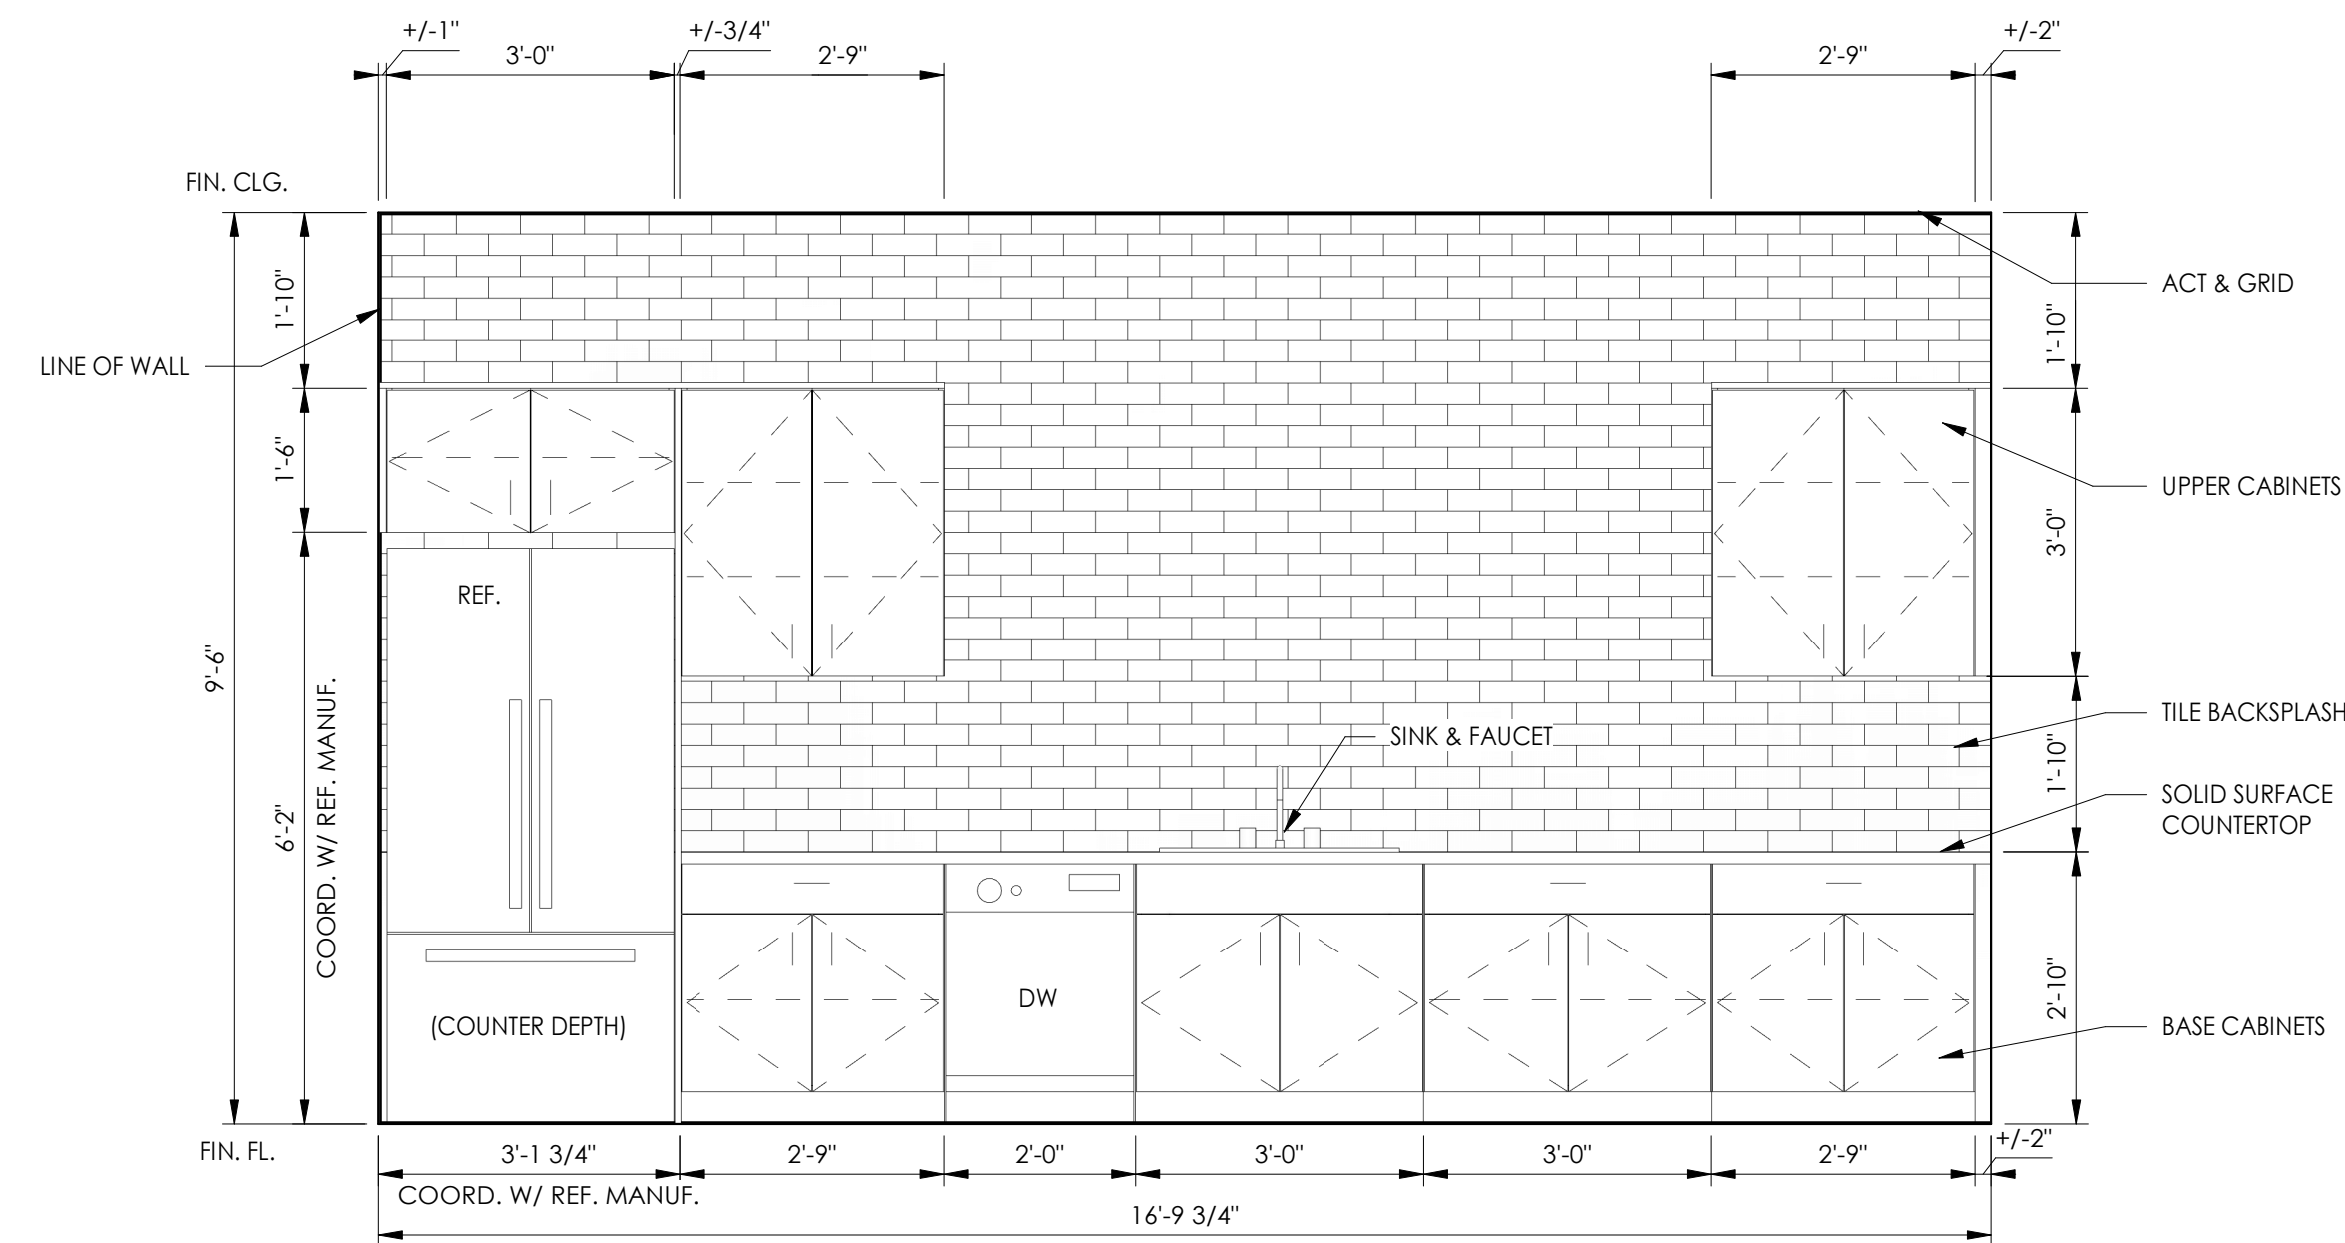 +/-1"
+/-3/4"
+/-2"
3'-0"
2'-9"
2'-9"
FIN. CLG.
1'-10"
ACT & GRID
1'-10"
LINE OF WALL
1'-6"
UPPER CABINETS
3'-0"
REF.
9'-6"
COORD. W/ REF. MANUF.
6'-2"
TILE BACKSPLASH
SINK & FAUCET
1'-10"
SOLID SURFACE
COUNTERTOP
DW
(COUNTER DEPTH)
2'-10"
BASE CABINETS
FIN. FL.
3'-1 3/4"
2'-9"
2'-0"
3'-0"
3'-0"
2'-9"
+/-2"
COORD. W/ REF. MANUF.
16'-9 3/4"